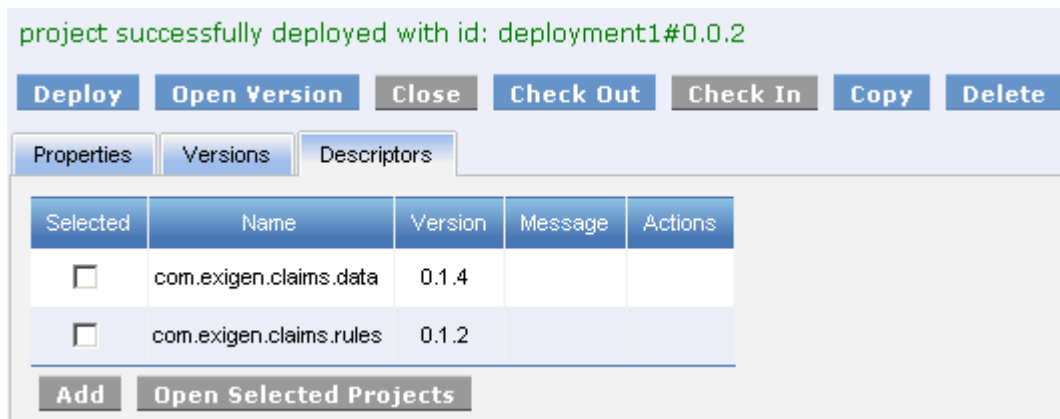 project successfully deployed with id: deployment1#0.0.2
Deploy Open Version Close Check Out Check In Copy Delete
Properties Versions Descriptors
Selected Name Version Message Actions
com.exigen.claims.data 0.1.4
com.exigen.claims.rules 0.1.2
Add Open Selected Projects